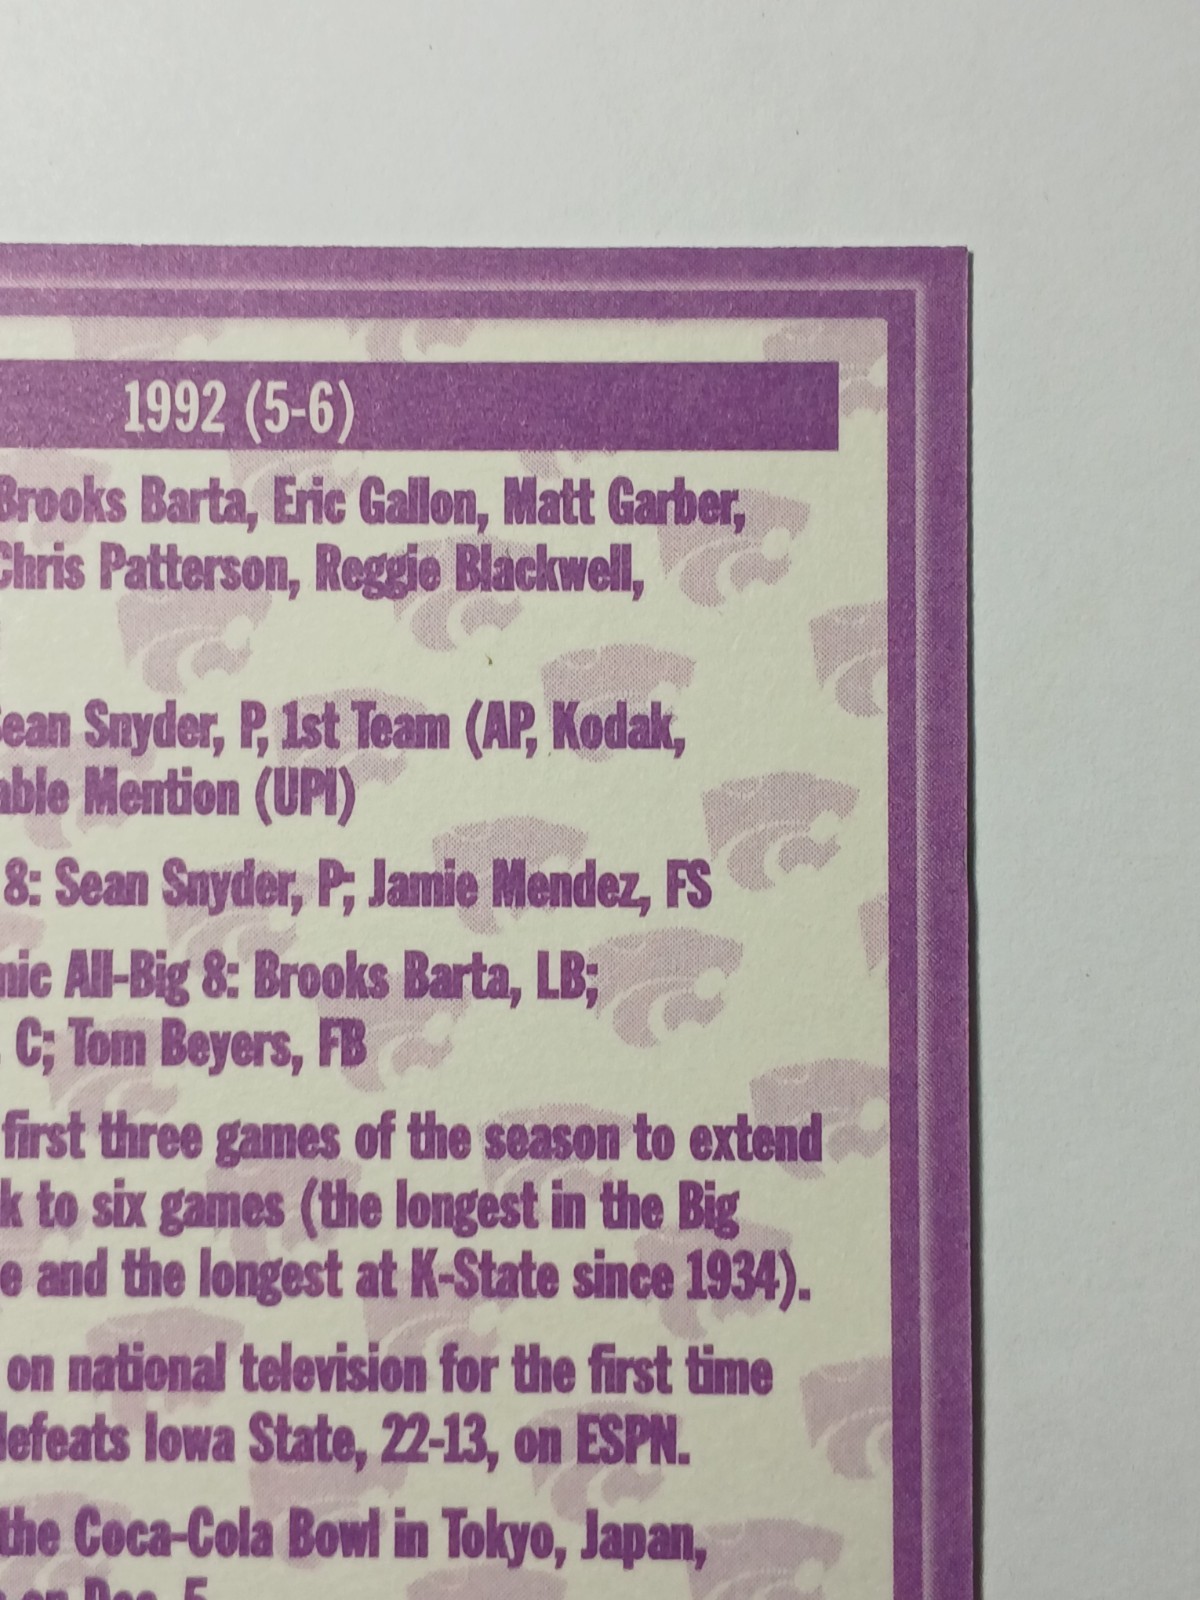 1992 (5-6)
Brooks Barta, Eric Gallon, Matt Garber,
Chris Patterson, Reggie Blackwell,
Sean Snyder, P, 1st Team (AP, Kodak,
able Mention (UPI)
8: Sean Snyder, P; Jamie Mendez, FS
mic All-Big 8: Brooks Barta, LB;
C; Tom Beyers, FB
first three games of the season to extend
k to six games (the longest in the Big
e and the longest at K-State since 1934).
on national television for the first time
defeats Iowa State, 22-13, on ESPN.
the Coca-Cola Bowl in Tokyo, Japan,
on Dec. 5